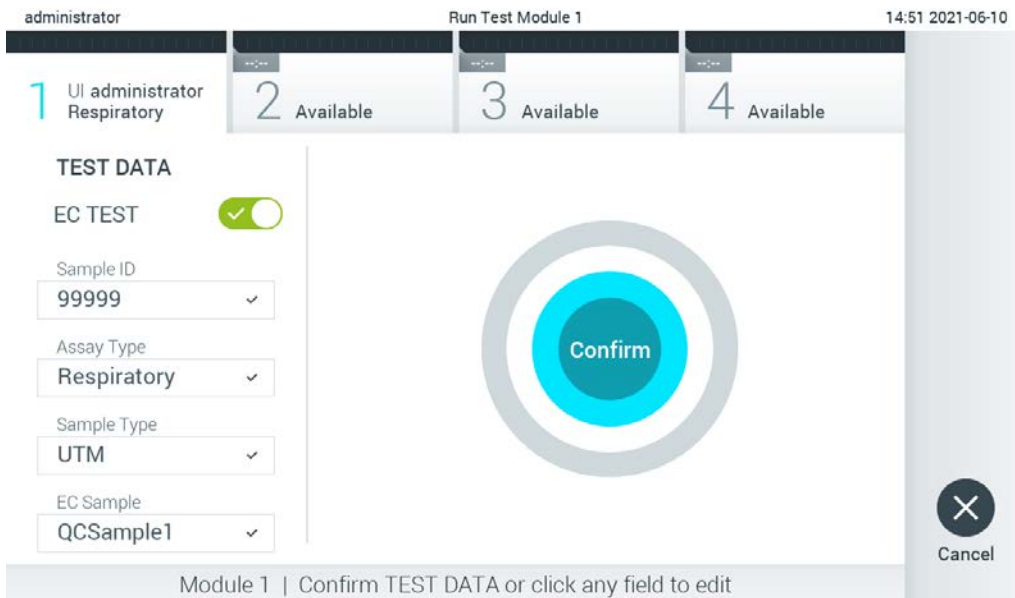 administrator Run Test Module 1 14:51 2021-06-10
--:-- --:-- --:--
1 UI administrator 2 Available 3 Available 4 Available
Respiratory
TEST DATA
EC TEST
Sample ID
99999
Assay Type
Respiratory
Sample Type
UTM
EC Sample
QCSample1
Confirm
Cancel
Module 1 | Confirm TEST DATA or click any field to edit